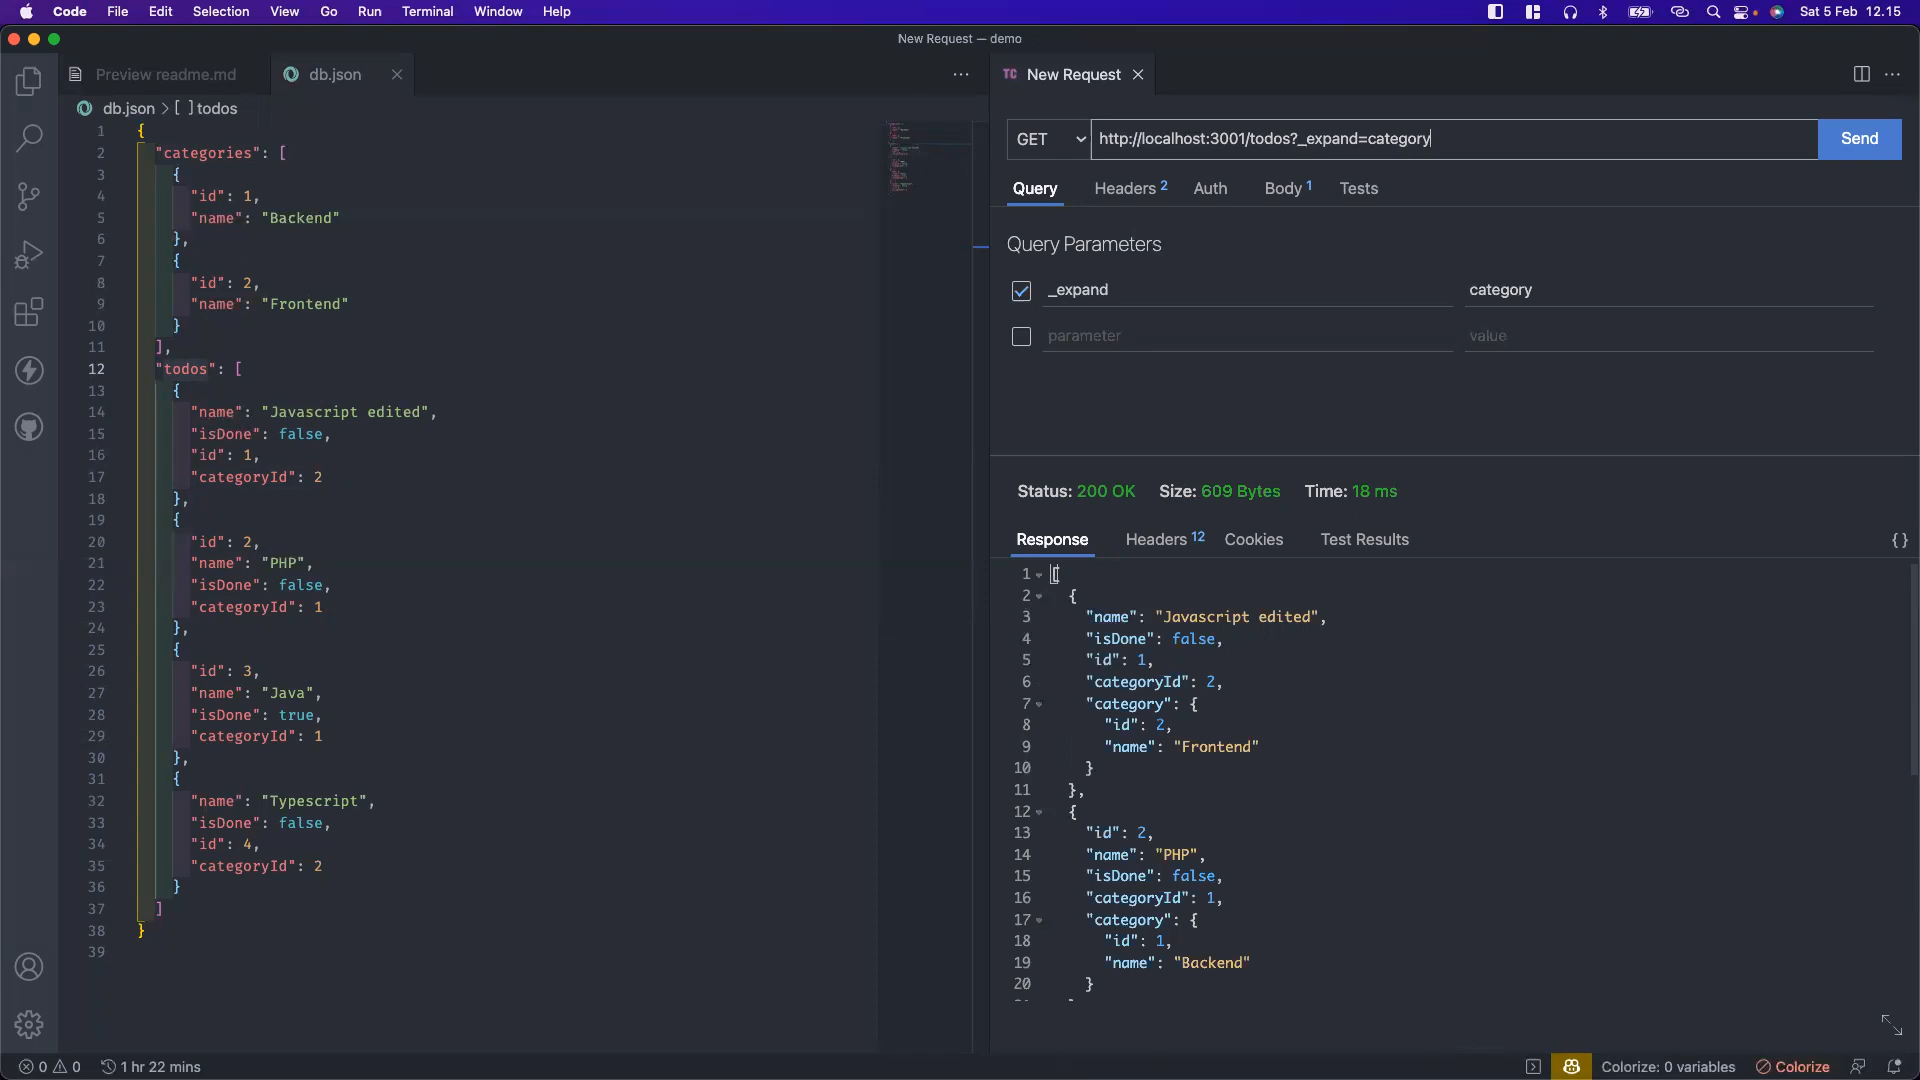 Code File Edit Selection View Go Run Terminal Window Help
Sat 5 Feb 12.15
New Request — demo
Preview readme.md
db.json
db.json > [ ] todos
1 {
2 "categories": [
3 {
4 "id": 1,
5 "name": "Backend"
6 },
7 {
8 "id": 2,
9 "name": "Frontend"
10 }
11 ],
12 "todos": [
13 {
14 "name": "Javascript edited",
15 "isDone": false,
16 "id": 1,
17 "categoryId": 2
18 },
19 {
20 "id": 2,
21 "name": "PHP",
22 "isDone": false,
23 "categoryId": 1
24 },
25 {
26 "id": 3,
27 "name": "Java",
28 "isDone": true,
29 "categoryId": 1
30 },
31 {
32 "name": "Typescript",
33 "isDone": false,
34 "id": 4,
35 "categoryId": 2
36 }
37 ]
38 }
39
TC New Request
GET http://localhost:3001/todos?_expand=category Send
Query Headers 2 Auth Body 1 Tests
Query Parameters
_expand category
parameter value
Status: 200 OK Size: 609 Bytes Time: 18 ms
Response Headers 12 Cookies Test Results {}
1 [
2 {
3 "name": "Javascript edited",
4 "isDone": false,
5 "id": 1,
6 "categoryId": 2,
7 "category": {
8 "id": 2,
9 "name": "Frontend"
10 }
11 },
12 {
13 "id": 2,
14 "name": "PHP",
15 "isDone": false,
16 "categoryId": 1,
17 "category": {
18 "id": 1,
19 "name": "Backend"
20 }
0 0 1 hr 22 mins
Colorize: 0 variables Colorize